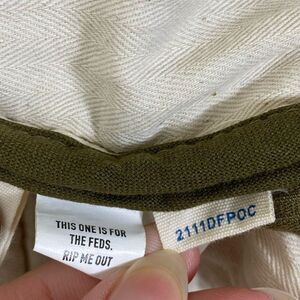 THIS ONE IS FOR
THE FEDS.
RIP ME OUT
2111DFPOC